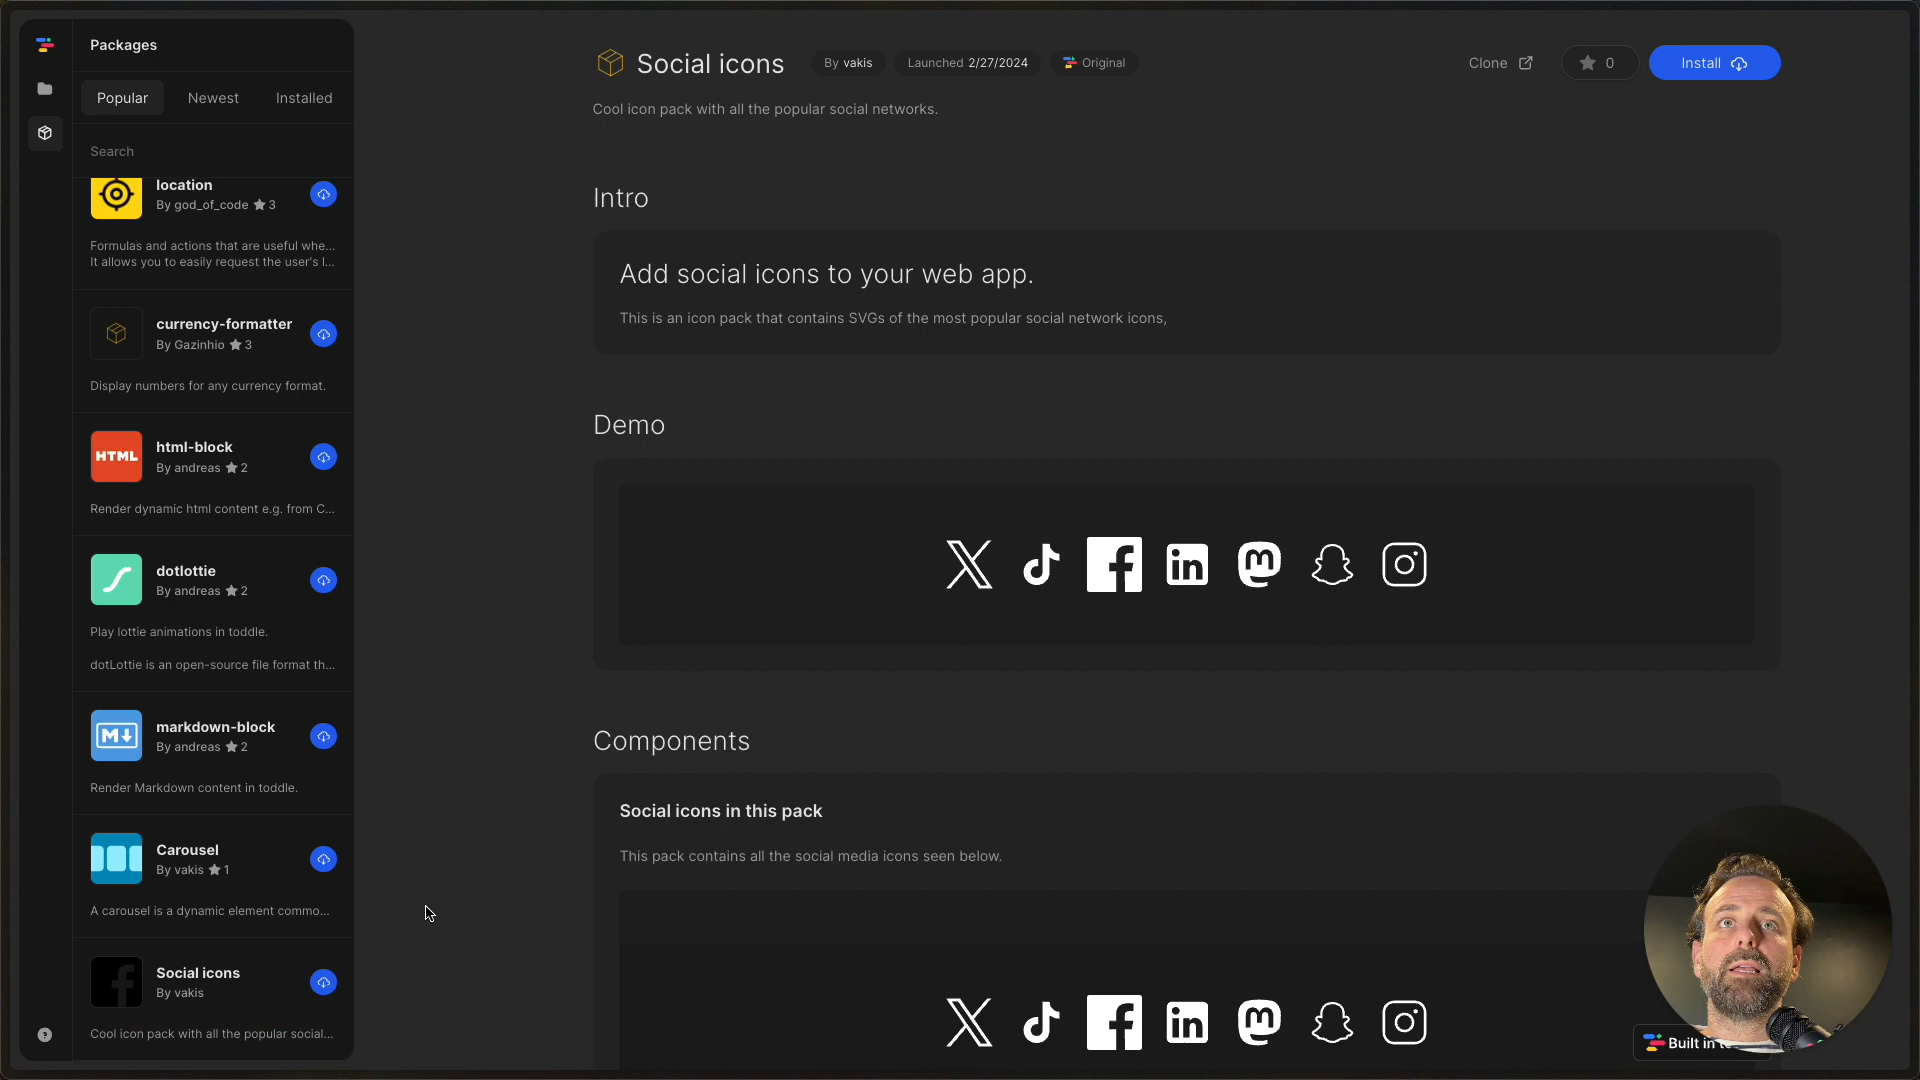 Packages
Popular
Newest
Installed
Search
location
By god_of_code 3
Formulas and actions that are useful whe...
It allows you to easily request the user's l...
currency-formatter
By Gazinhio 3
Display numbers for any currency format.
HTML
html-block
By andreas 2
Render dynamic html content e.g. from C...
dotlottie
By andreas 2
Play lottie animations in toddle.
dotLottie is an open-source file format th...
M
markdown-block
By andreas 2
Render Markdown content in toddle.
Carousel
By vakis 1
A carousel is a dynamic element commo...
Social icons
By vakis
Cool icon pack with all the popular social...
Social icons
By vakis
Launched 2/27/2024
Original
Clone
0
Install
Cool icon pack with all the popular social networks.
Intro
Add social icons to your web app.
This is an icon pack that contains SVGs of the most popular social network icons,
Demo
Components
Social icons in this pack
This pack contains all the social media icons seen below.
Built in